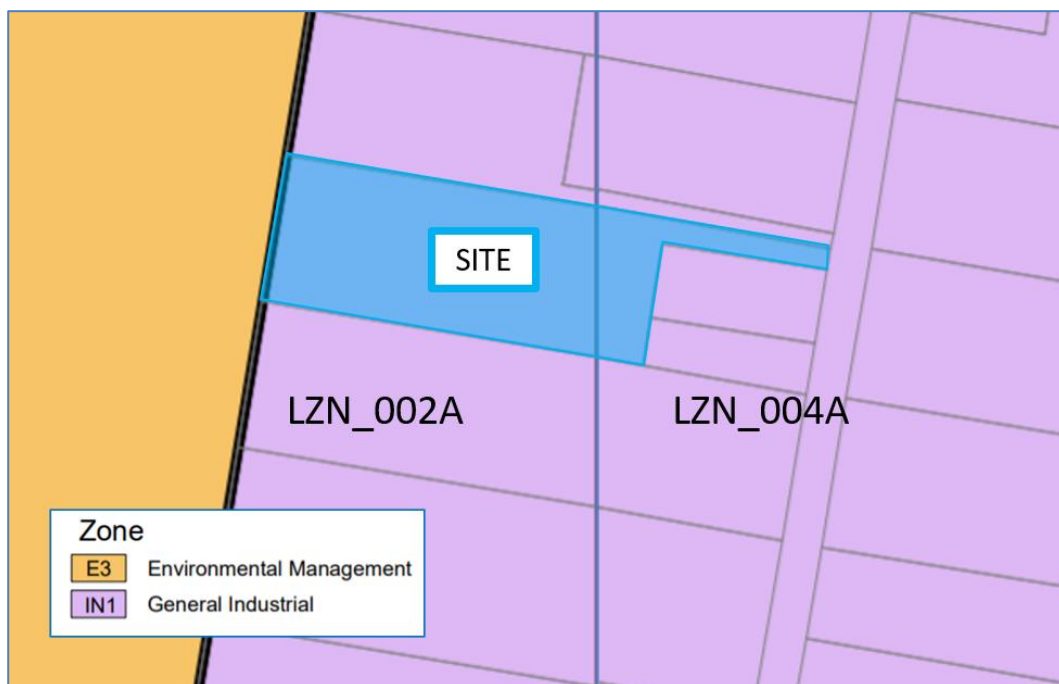 SITE
LZN_002A
LZN_004A
Zone
E3 Environmental Management
IN1 General Industrial